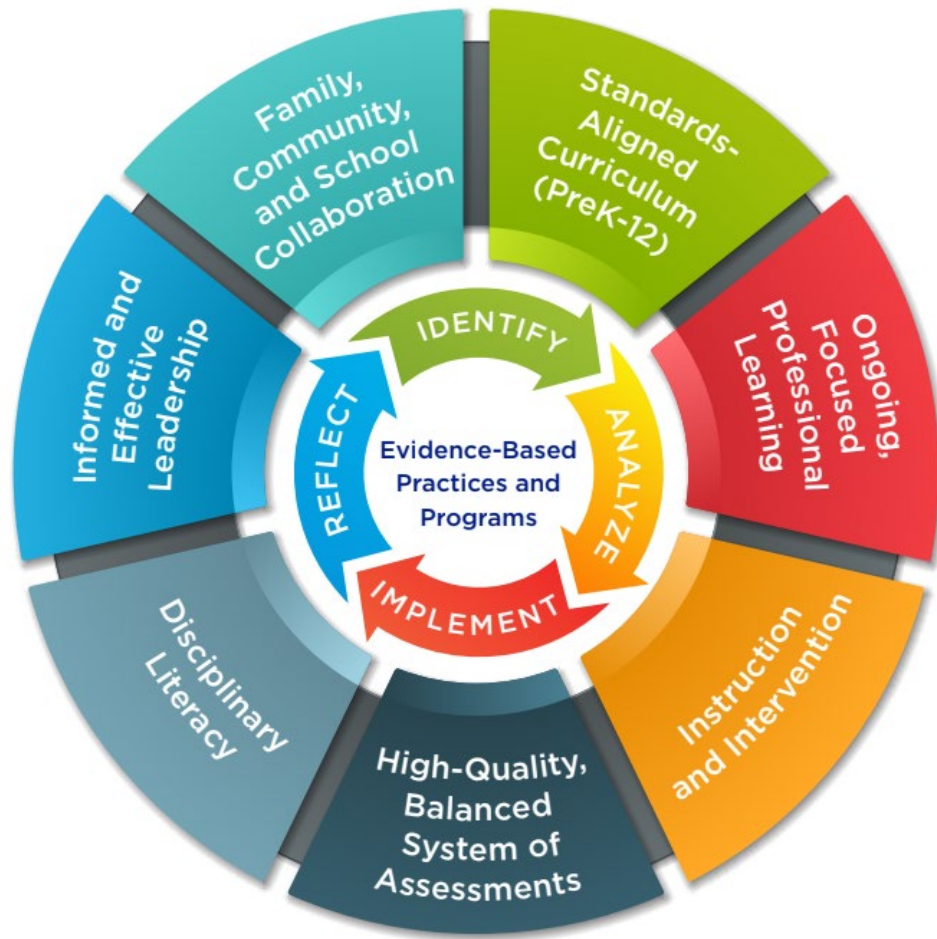 Family,
Community,
and School
Collaboration
Standards-
Aligned
Curriculum
(PreK-12)
Ongoing,
Focused
Professional
Learning
Instruction
and Intervention
High-Quality,
Balanced
System of
Assessments
Disciplinary
Literacy
Informed and
Effective
Leadership
IDENTIFY
ANALYZE
IMPLEMENT
REFLECT
Evidence-Based
Practices and
Programs